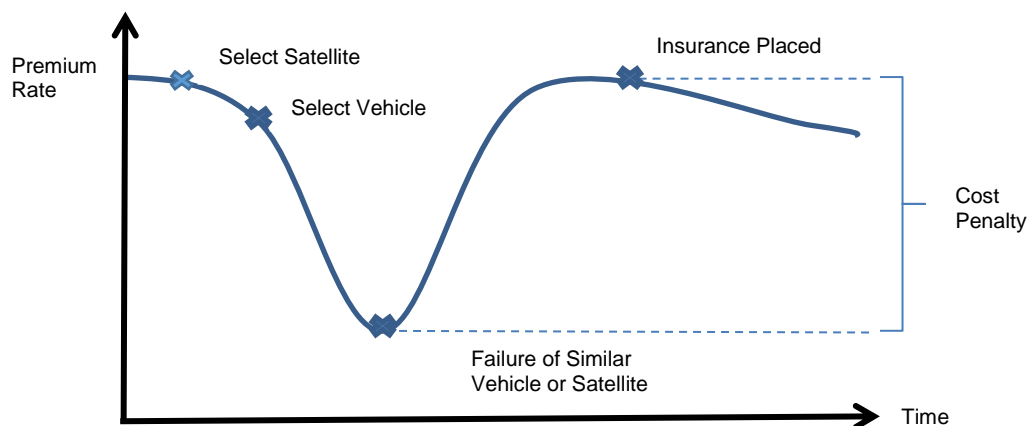 Premium
Rate
Select Satellite
Select Vehicle
Insurance Placed
Cost
Penalty
Failure of Similar
Vehicle or Satellite
Time